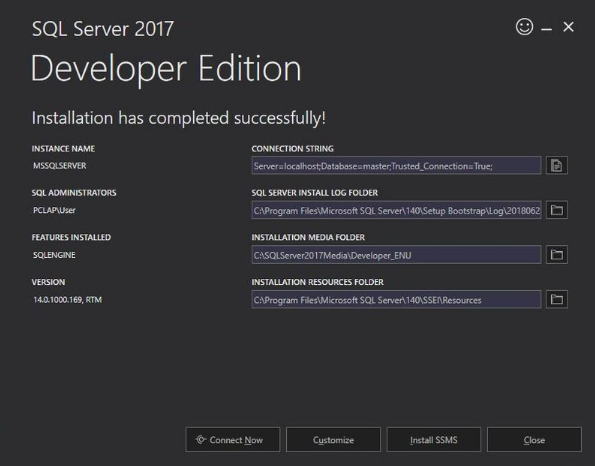 SQL Server 2017
Developer Edition
Installation has completed successfully!
INSTANCE NAME
MSSQLSERVER
CONNECTION STRING
Server=localhost;Database=master;Trusted_Connection=True;
SQL ADMINISTRATORS
PCLAP\User
SQL SERVER INSTALL LOG FOLDER
C:\Program Files\Microsoft SQL Server\140\Setup Bootstrap\Log\2018062
FEATURES INSTALLED
SQLENGINE
INSTALLATION MEDIA FOLDER
C:\SQLServer2017Media\Developer_ENU
VERSION
14.0.1000.169, RTM
INSTALLATION RESOURCES FOLDER
C:\Program Files\Microsoft SQL Server\140\SSEI\Resources
Connect Now
Customize
Install SSMS
Close